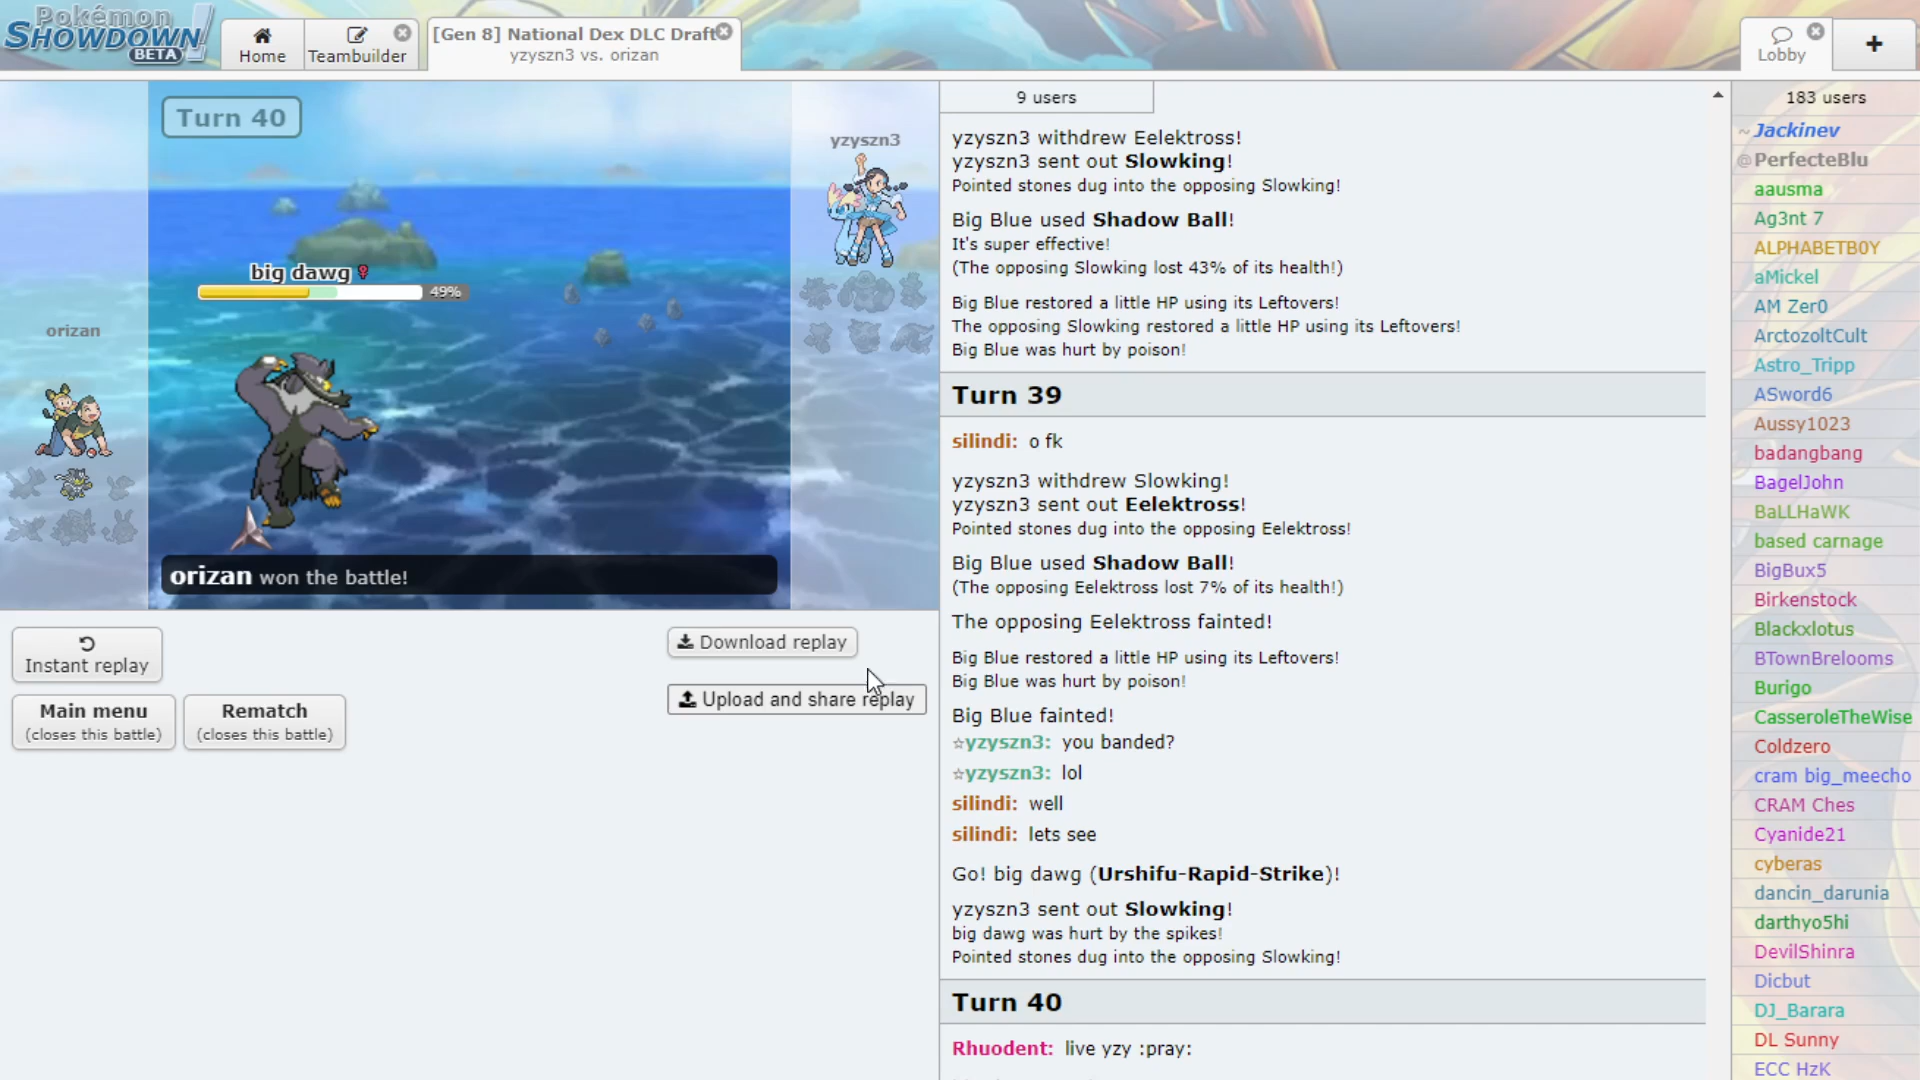 Pokémon
SHOWDOWN!
BETA
Home
Teambuilder
[Gen 8] National Dex DLC Draft
yzyszn3 vs. orizan
Lobby
+
Turn 40
yzyszn3
big dawg
49%
orizan
orizan won the battle!
Instant replay
Download replay
Upload and share replay
Main menu
(closes this battle)
Rematch
(closes this battle)
9 users
yzyszn3 withdrew Eelektross!
yzyszn3 sent out Slowking!
Pointed stones dug into the opposing Slowking!
Big Blue used Shadow Ball!
It's super effective!
(The opposing Slowking lost 43% of its health!)
Big Blue restored a little HP using its Leftovers!
The opposing Slowking restored a little HP using its Leftovers!
Big Blue was hurt by poison!
Turn 39
silindi: o fk
yzyszn3 withdrew Slowking!
yzyszn3 sent out Eelektross!
Pointed stones dug into the opposing Eelektross!
Big Blue used Shadow Ball!
(The opposing Eelektross lost 7% of its health!)
The opposing Eelektross fainted!
Big Blue restored a little HP using its Leftovers!
Big Blue was hurt by poison!
Big Blue fainted!
☆yzyszn3: you banded?
☆yzyszn3: lol
silindi: well
silindi: lets see
Go! big dawg (Urshifu-Rapid-Strike)!
yzyszn3 sent out Slowking!
big dawg was hurt by the spikes!
Pointed stones dug into the opposing Slowking!
Turn 40
Rhuodent: live yzy :pray:
183 users
~Jackinev
@PerfecteBlu
aausma
Ag3nt 7
ALPHABETB0Y
aMickel
AM Zer0
ArctozoltCult
Astro_Tripp
ASword6
Aussy1023
badangbang
BagelJohn
BaLLHaWK
based carnage
BigBux5
Birkenstock
Blackxlotus
BTownBrelooms
Burigo
CasseroleTheWise
Coldzero
cram big_meecho
CRAM Ches
Cyanide21
cyberas
dancin_darunia
darthyo5hi
DevilShinra
Dicbut
DJ_Barara
DL Sunny
ECC HzK